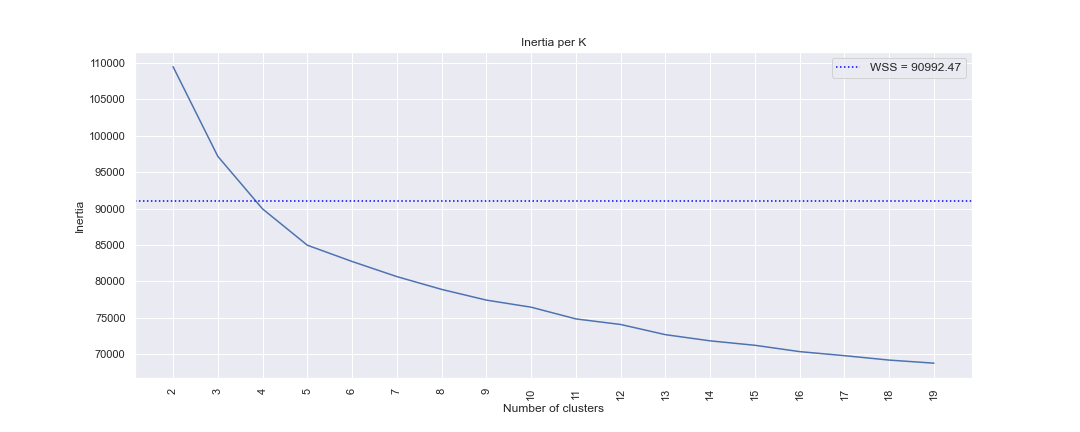 Inertia per K
WSS = 90992.47
110000
105000
100000
95000
90000
85000
80000
75000
70000
Inertia
2 3 4 5 6 7 8 9 10 11 12 13 14 15 16 17 18 19
Number of clusters